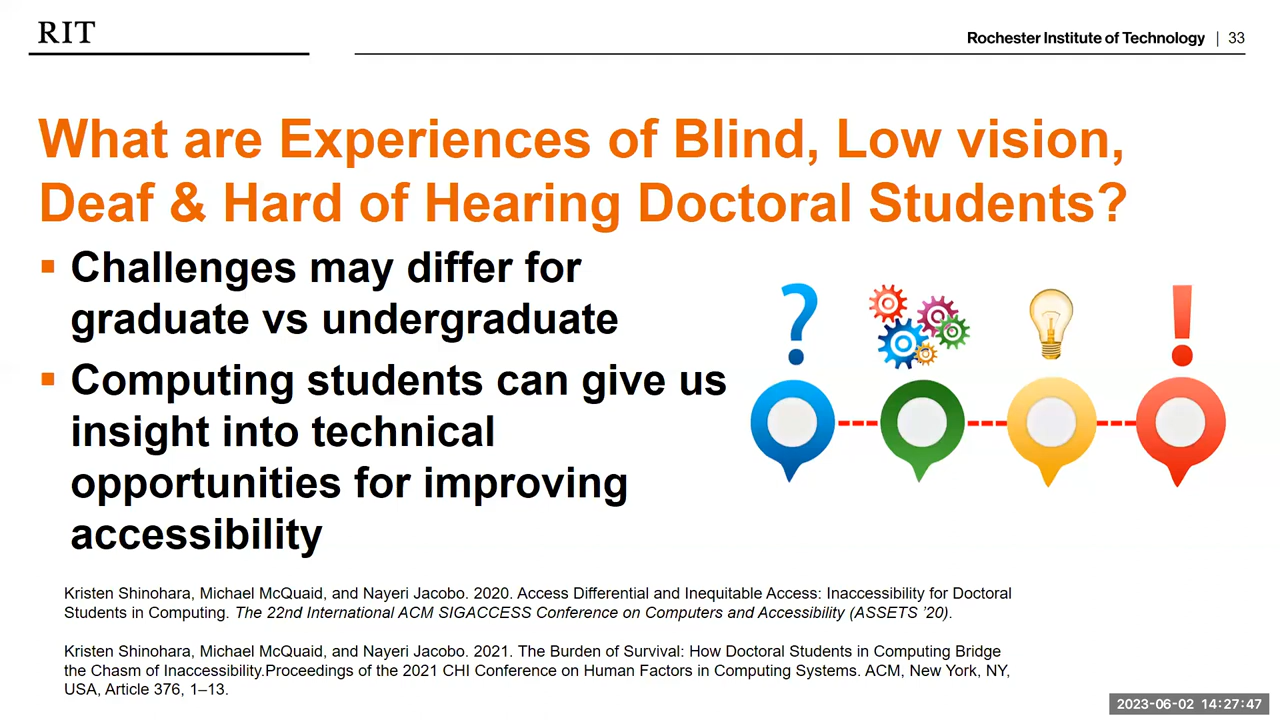 RIT
Rochester Institute of Technology | 33
What are Experiences of Blind, Low vision,
Deaf & Hard of Hearing Doctoral Students?
▪ Challenges may differ for
graduate vs undergraduate
▪ Computing students can give us
insight into technical
opportunities for improving
accessibility
?
!
Kristen Shinohara, Michael McQuaid, and Nayeri Jacobo. 2020. Access Differential and Inequitable Access: Inaccessibility for Doctoral
Students in Computing. The 22nd International ACM SIGACCESS Conference on Computers and Accessibility (ASSETS ’20).
Kristen Shinohara, Michael McQuaid, and Nayeri Jacobo. 2021. The Burden of Survival: How Doctoral Students in Computing Bridge
the Chasm of Inaccessibility.Proceedings of the 2021 CHI Conference on Human Factors in Computing Systems. ACM, New York, NY,
USA, Article 376, 1–13.
2023-06-02 14:27:47